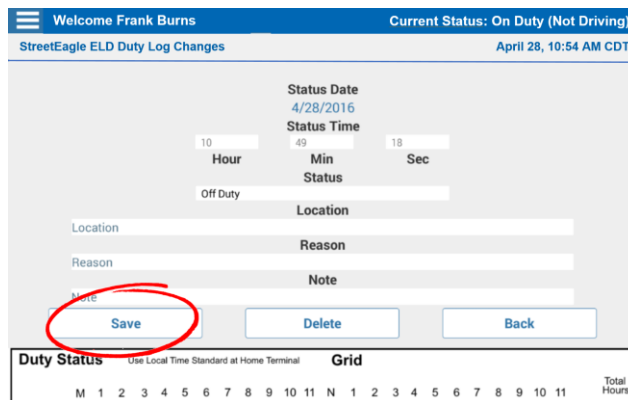 Welcome Frank Burns Current Status: On Duty (Not Driving)
StreetEagle ELD Duty Log Changes April 28, 10:54 AM CDT
Status Date
4/28/2016
Status Time
10 49 18
Hour Min Sec
Status
Off Duty
Location
Location
Reason
Reason
Note
Note
Save Delete Back
Duty Status Use Local Time Standard at Home Terminal Grid
M 1 2 3 4 5 6 7 8 9 10 11 N 1 2 3 4 5 6 7 8 9 10 11 Total Hours